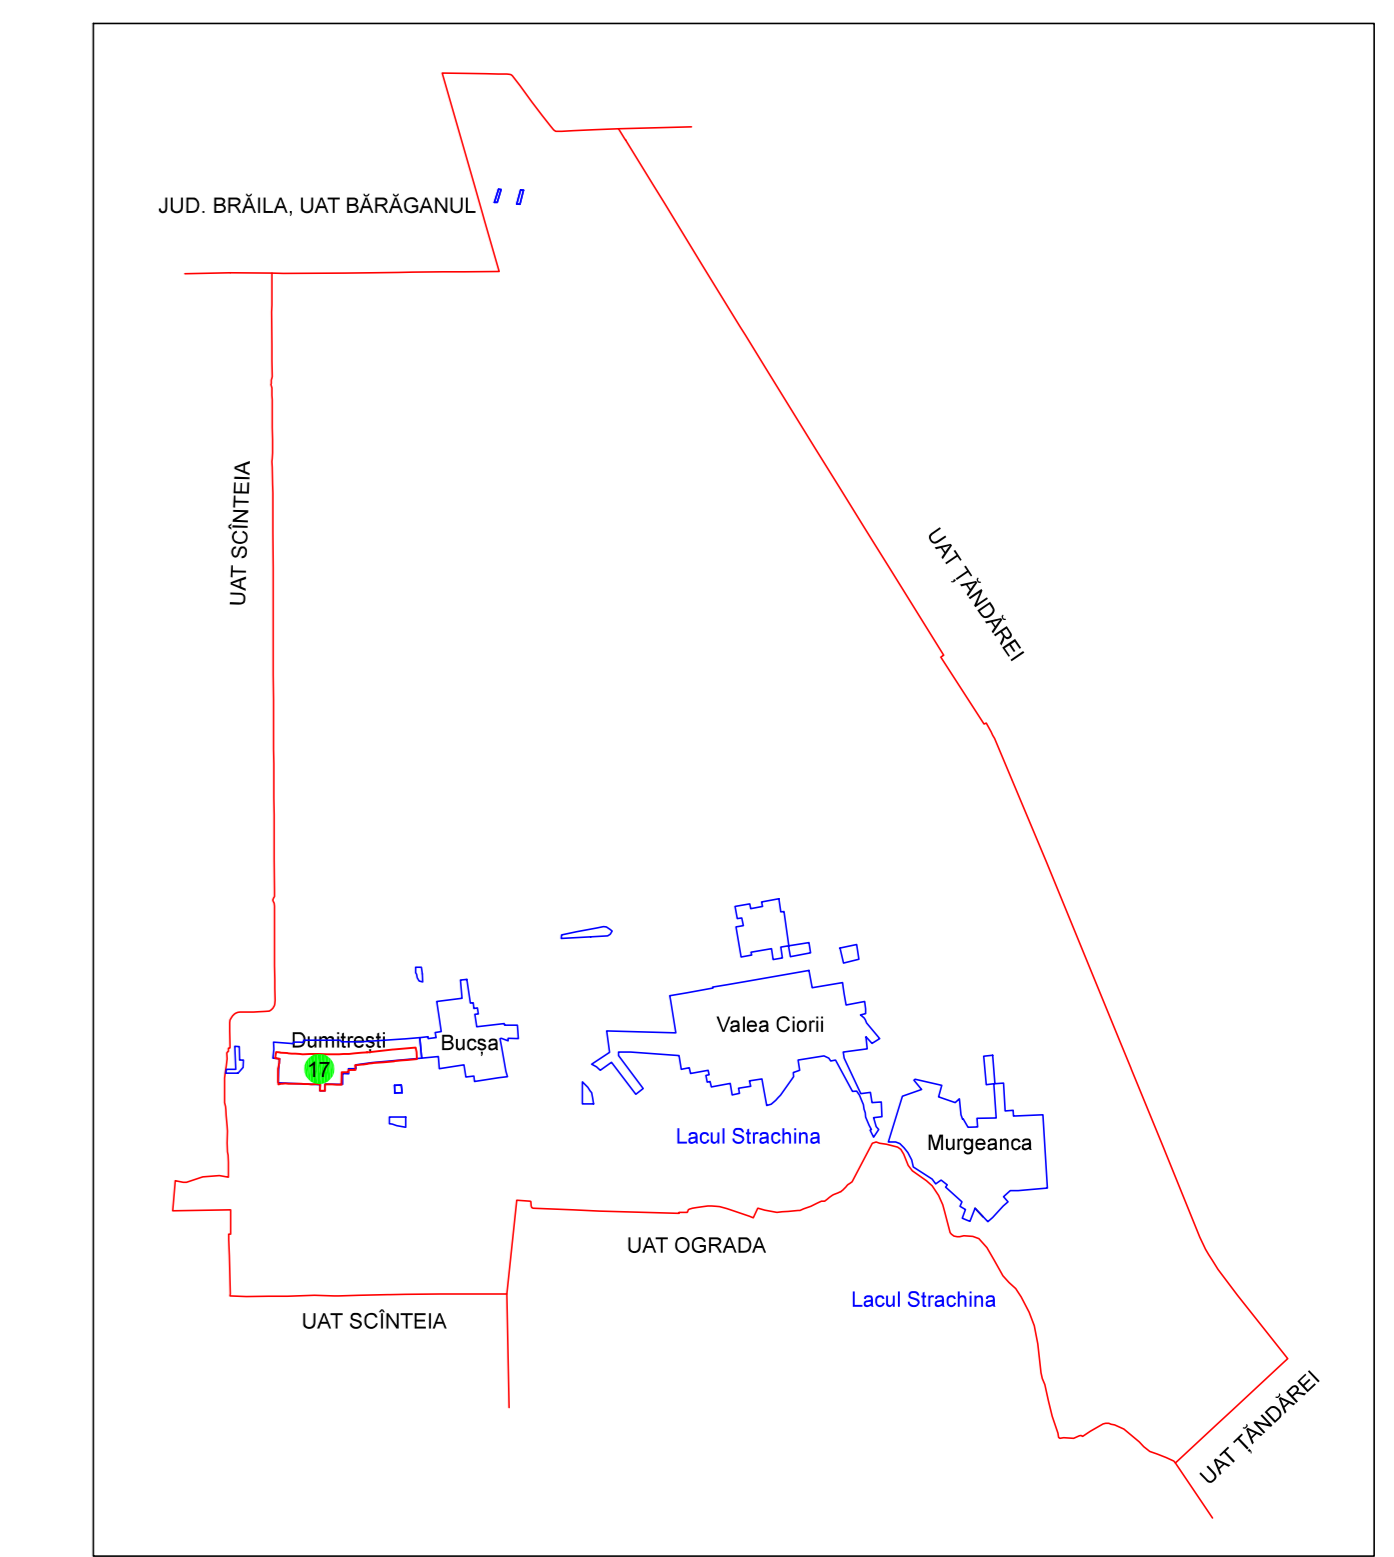 JUD. BRĂILA, UAT BĂRĂGANUL
UAT SCÎNTEIA
UAT ȚĂNDĂREI
Valea Ciorii
Dumitrești
Bucșa
17
Lacul Strachina
Murgeanca
UAT OGRADA
Lacul Strachina
UAT SCÎNTEIA
UAT ȚĂNDĂREI